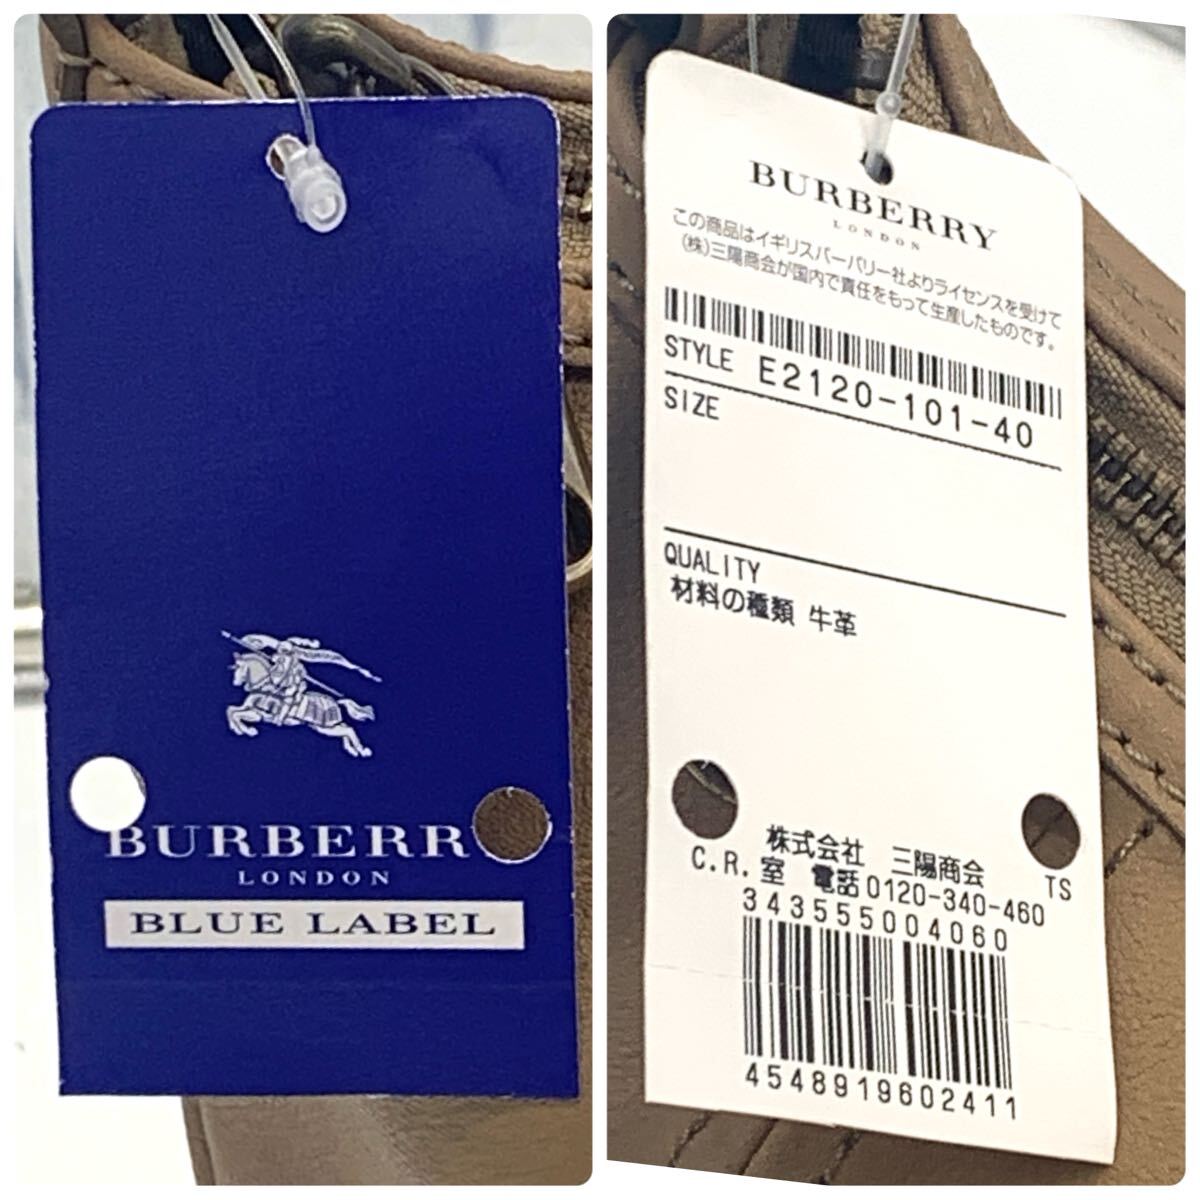 BURBERR
LONDON
BLUE LABEL
BURBERRY
LONDON
この商品はイギリスバーバリー社よりライセンスを受けて
(株)三陽商会が国内で責任をもって生産したものです。
STYLE E2120-101-40
SIZE
QUALITY
材料の種類 牛革
株式会社 三陽商会 TS
C.R.室 電話0120-340-460
343555004060
4548919602411